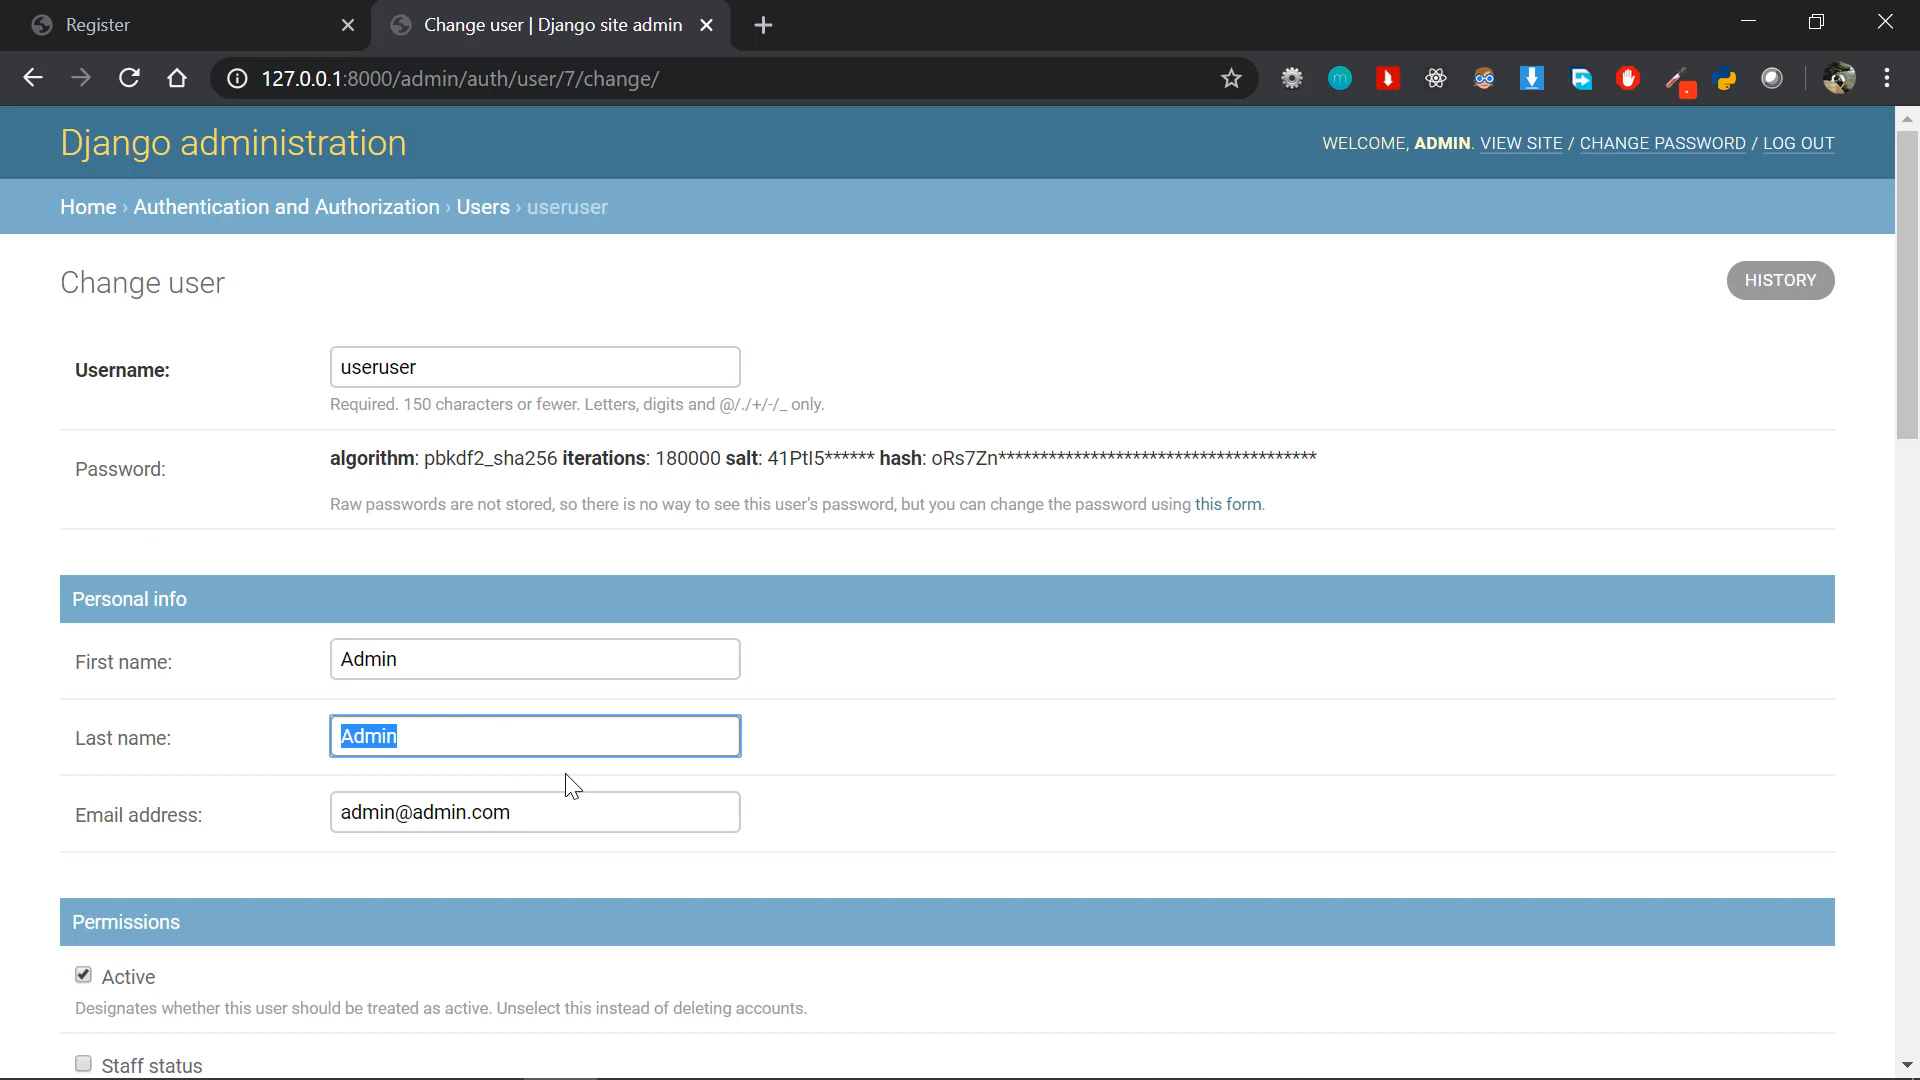 Register
Change user | Django site admin
127.0.0.1:8000/admin/auth/user/7/change/
Django administration
WELCOME, ADMIN. VIEW SITE / CHANGE PASSWORD / LOG OUT
Home › Authentication and Authorization › Users › useruser
Change user
HISTORY
Username:
useruser
Required. 150 characters or fewer. Letters, digits and @/./+/-/_ only.
Password:
algorithm: pbkdf2_sha256 iterations: 180000 salt: 41PtI5****** hash: oRs7Zn**************************************
Raw passwords are not stored, so there is no way to see this user's password, but you can change the password using this form.
Personal info
First name:
Admin
Last name:
Admin
Email address:
admin@admin.com
Permissions
Active
Designates whether this user should be treated as active. Unselect this instead of deleting accounts.
Staff status